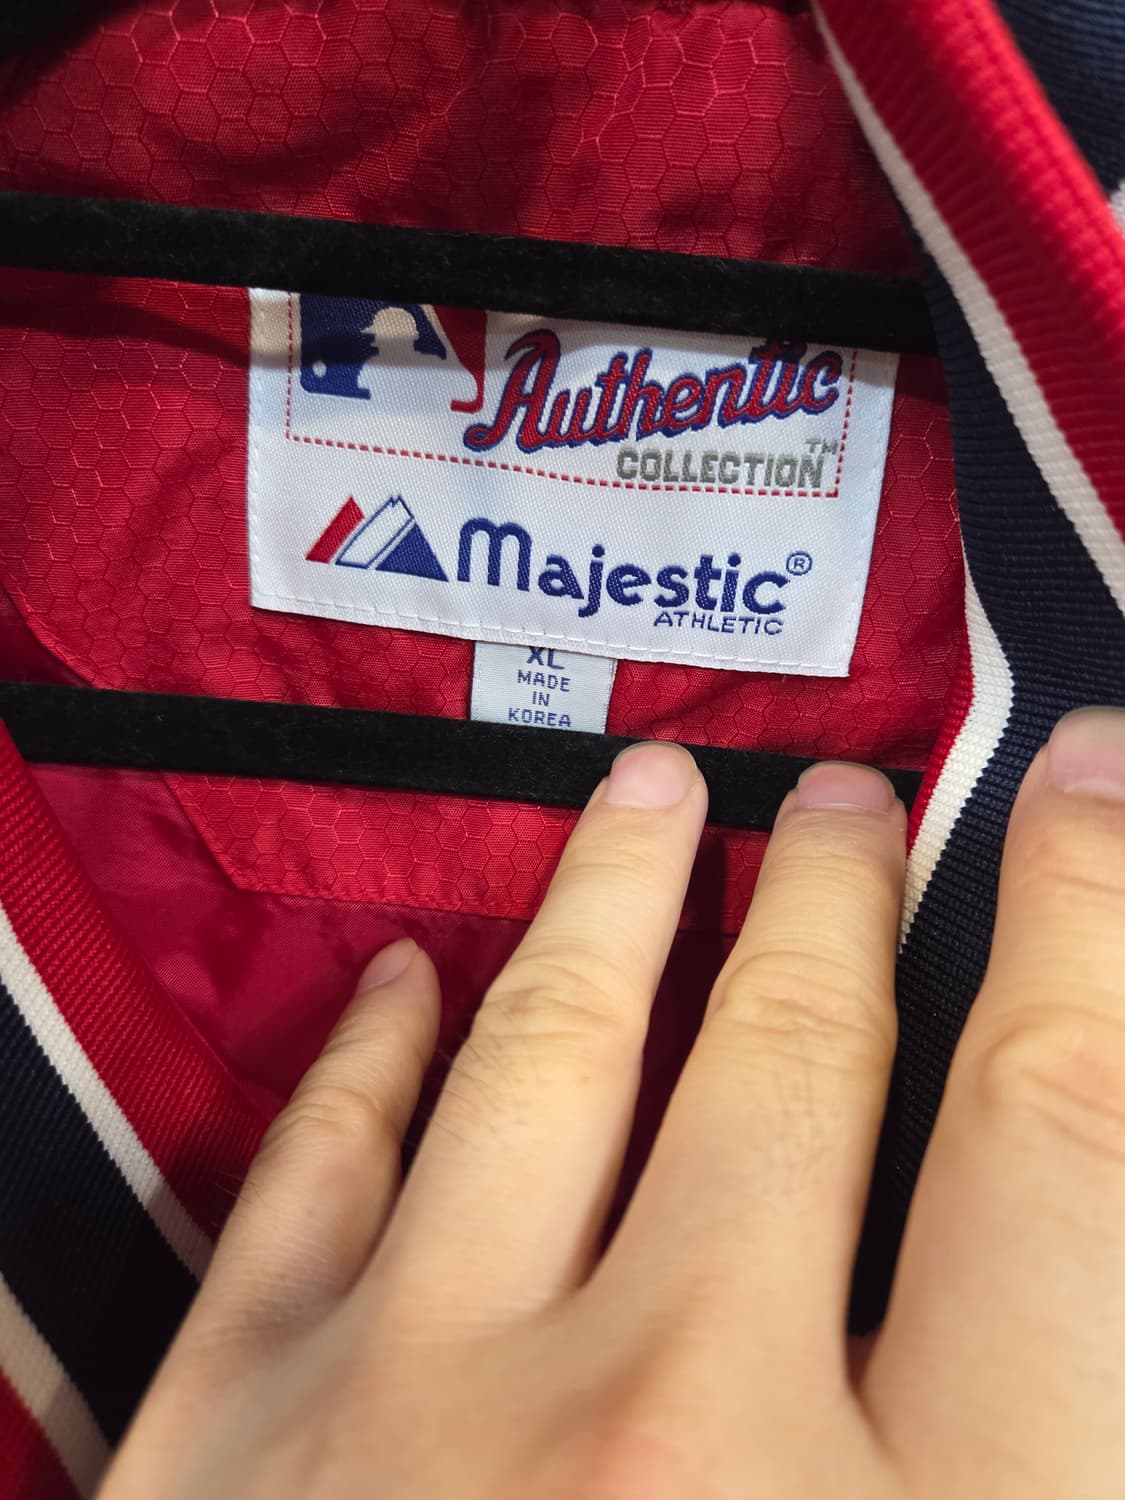 Authentic
COLLECTION™
Majestic®
ATHLETIC
XL
MADE
IN
KOREA